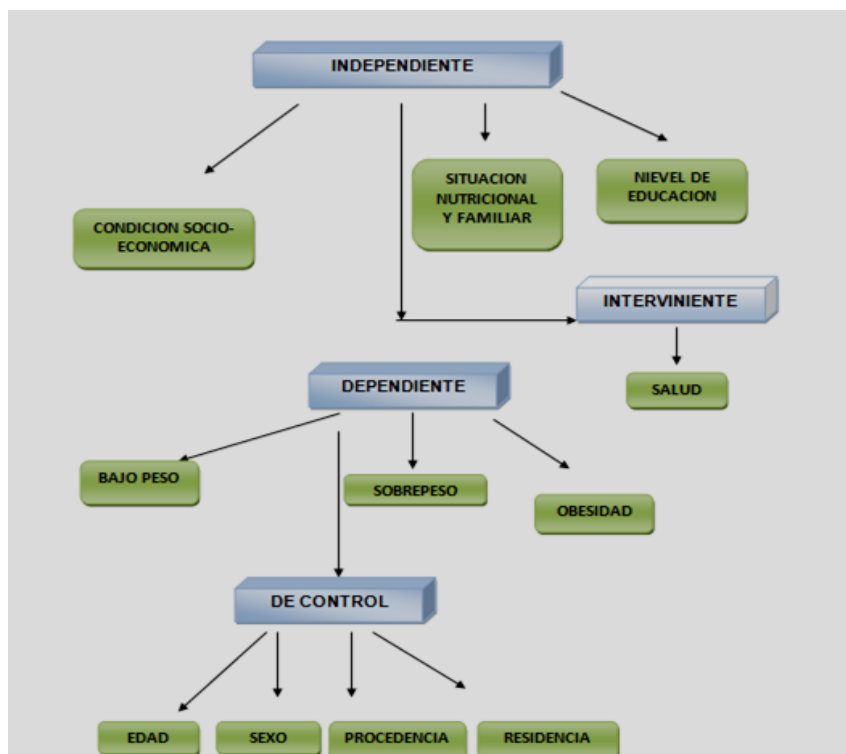 INDEPENDIENTE
CONDICION SOCIO-
ECONOMICA
SITUACION
NUTRICIONAL
Y FAMILIAR
NIEVEL DE
EDUCACION
INTERVINIENTE
SALUD
DEPENDIENTE
BAJO PESO
SOBREPESO
OBESIDAD
DE CONTROL
EDAD
SEXO
PROCEDENCIA
RESIDENCIA